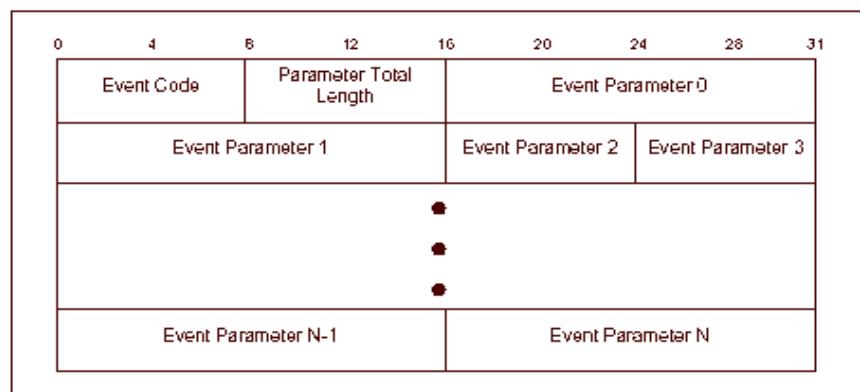 0 4 8 12 16 20 24 28 31
Event Code
Parameter Total
Length
Event Parameter 0
Event Parameter 1
Event Parameter 2
Event Parameter 3
Event Parameter N-1
Event Parameter N